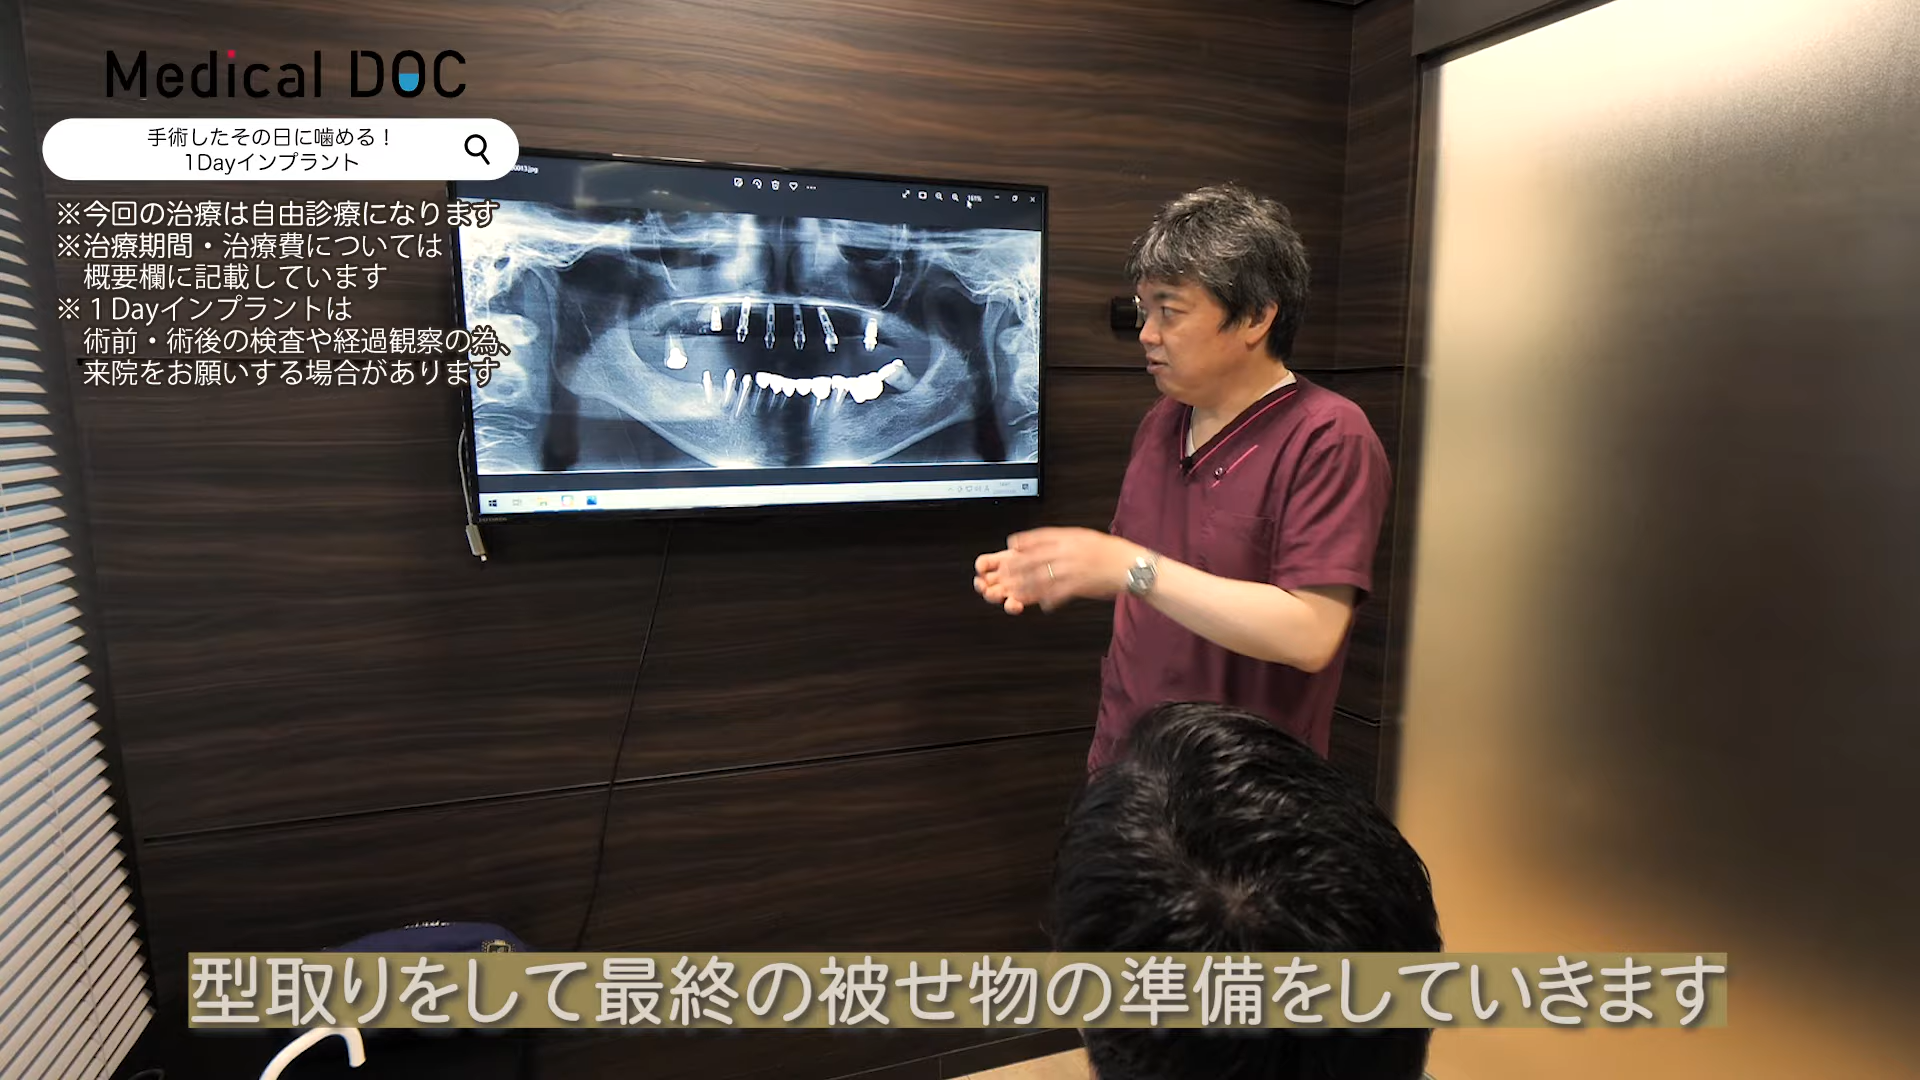 Medical DOC
手術したその日に噛める！
1Dayインプラント
※今回の治療は自由診療になります
※治療期間・治療費については
概要欄に記載しています
※１Dayインプラントは
術前・術後の検査や経過観察の為、
来院をお願いする場合があります
型取りをして最終の被せ物の準備をしていきます